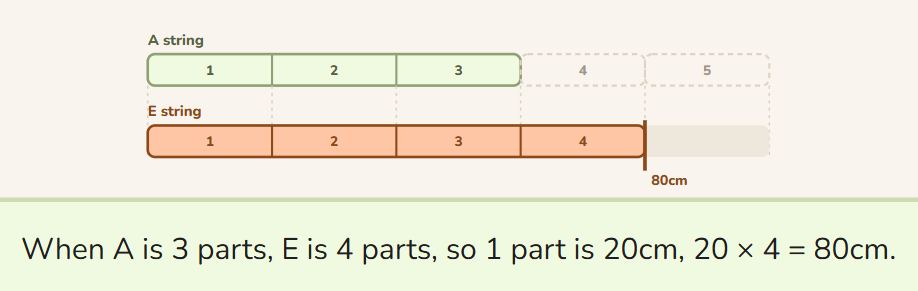 A string
1 2 3 4 5
E string
1 2 3 4
80cm
When A is 3 parts, E is 4 parts, so 1 part is 20cm, 20 × 4 = 80cm.